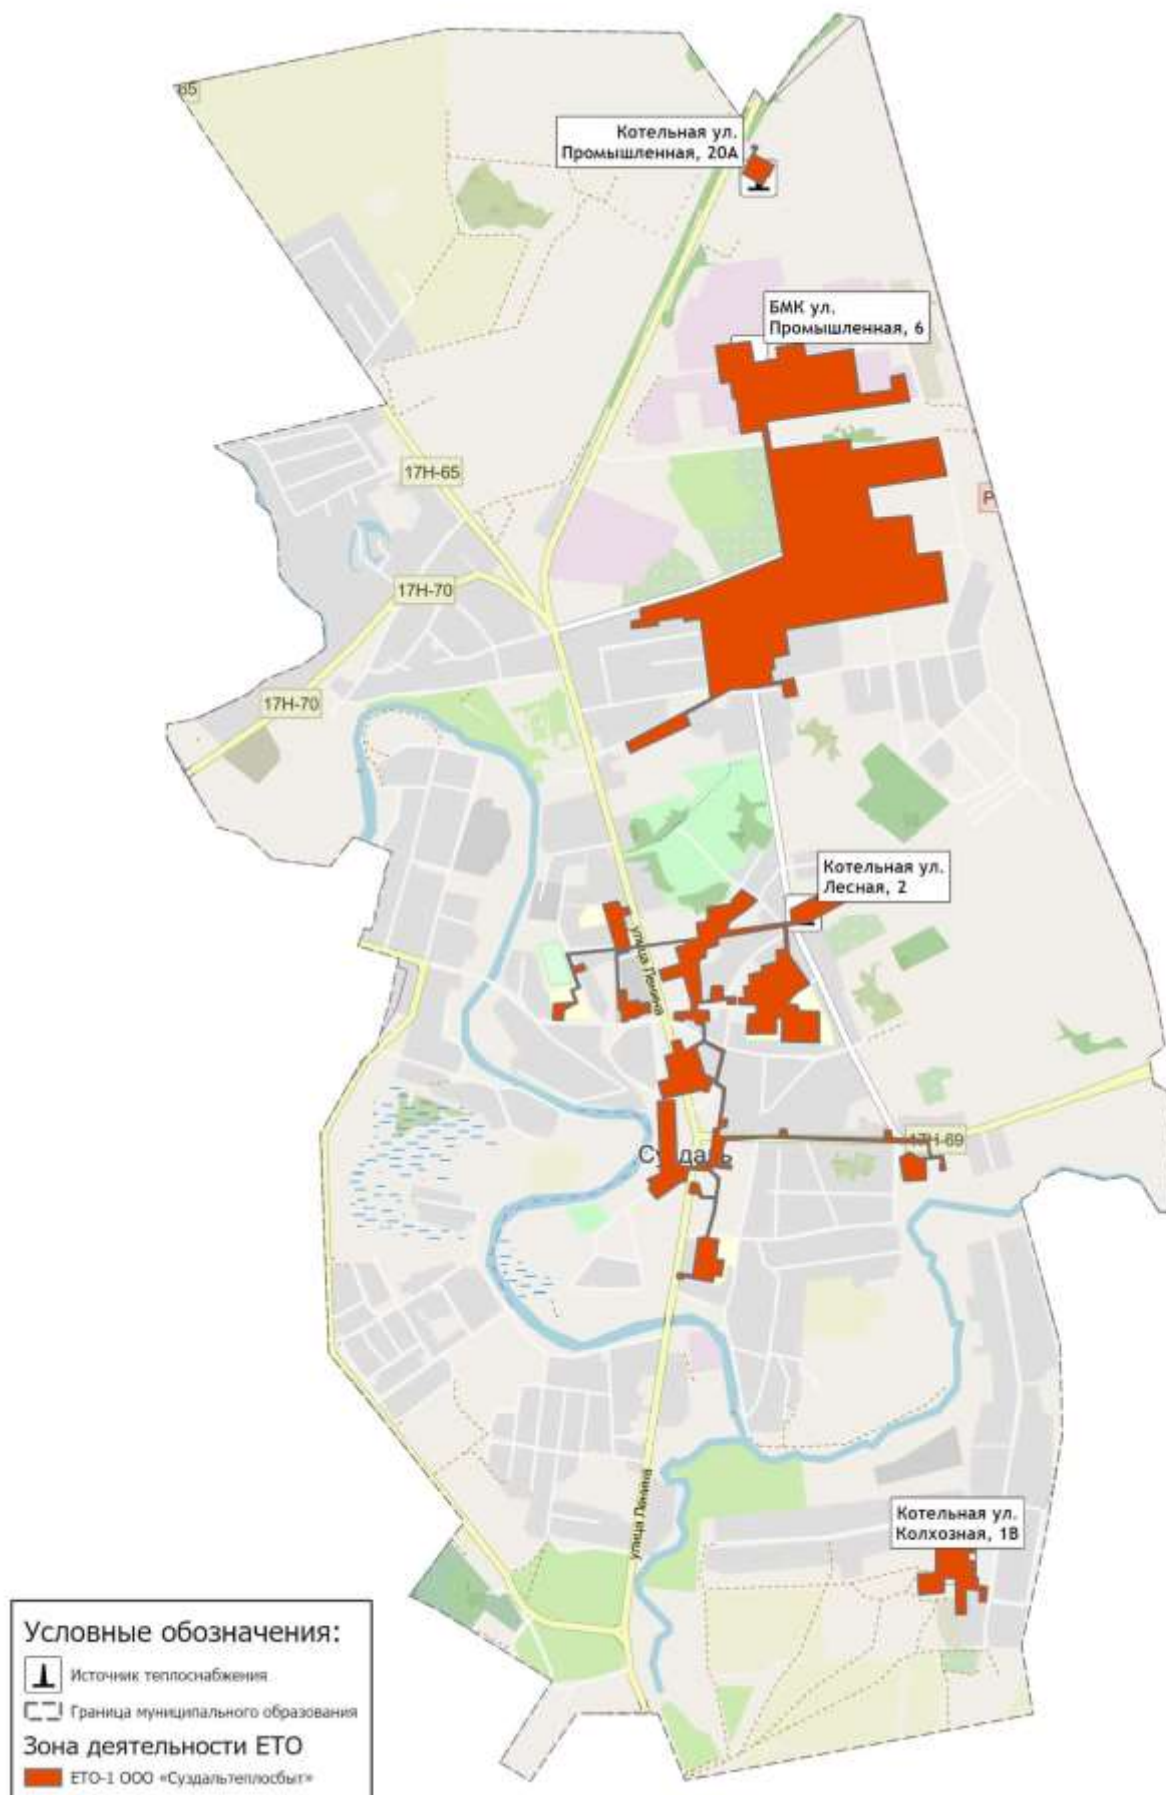 65
Котельная ул.
Промышленная, 20А
БМК ул.
Промышленная, 6
17Н-65
Р
17Н-70
17Н-70
Котельная ул.
Лесная, 2
улица Ленина
17Н-69
Суздаль
улица Ленина
Котельная ул.
Колхозная, 1В
Условные обозначения:
Источник теплоснабжения
Граница муниципального образования
Зона деятельности ЕТО
ЕТО-1 ООО «Суздальтеплосбыт»